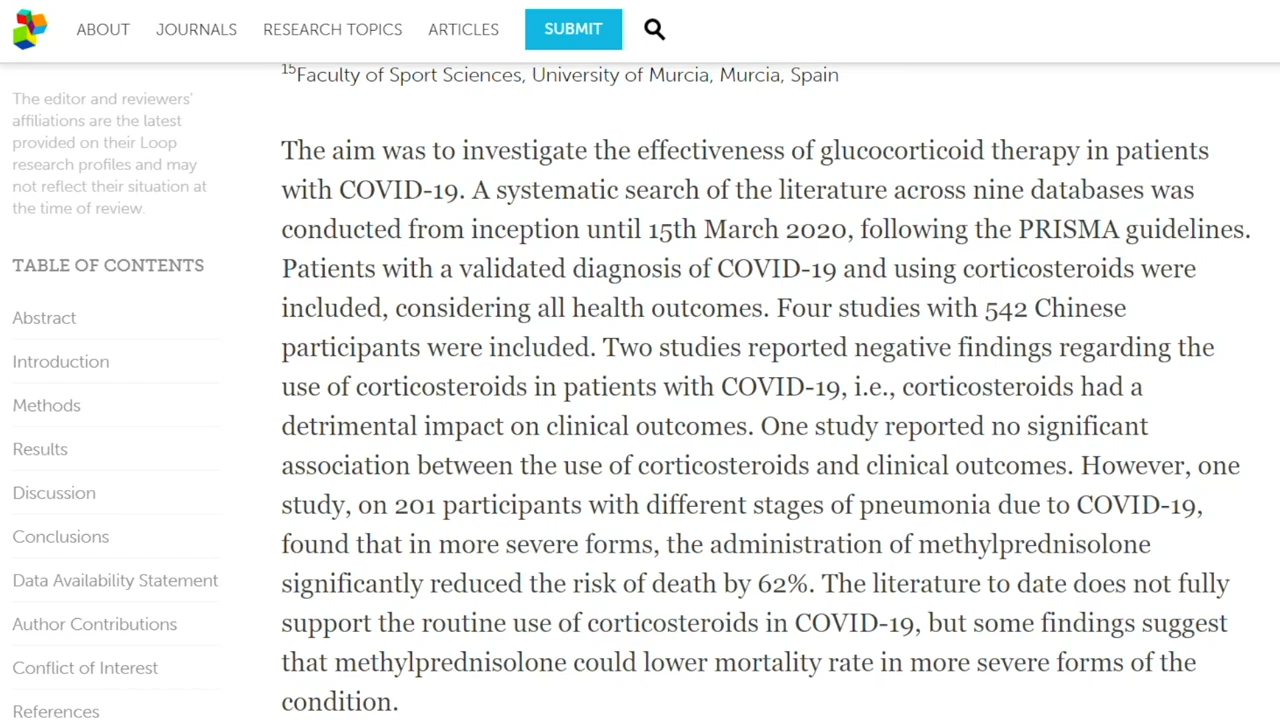 ABOUT JOURNALS RESEARCH TOPICS ARTICLES SUBMIT
15Faculty of Sport Sciences, University of Murcia, Murcia, Spain
The editor and reviewers'
affiliations are the latest
provided on their Loop
research profiles and may
not reflect their situation at
the time of review.
TABLE OF CONTENTS
Abstract
Introduction
Methods
Results
Discussion
Conclusions
Data Availability Statement
Author Contributions
Conflict of Interest
References
The aim was to investigate the effectiveness of glucocorticoid therapy in patients
with COVID-19. A systematic search of the literature across nine databases was
conducted from inception until 15th March 2020, following the PRISMA guidelines.
Patients with a validated diagnosis of COVID-19 and using corticosteroids were
included, considering all health outcomes. Four studies with 542 Chinese
participants were included. Two studies reported negative findings regarding the
use of corticosteroids in patients with COVID-19, i.e., corticosteroids had a
detrimental impact on clinical outcomes. One study reported no significant
association between the use of corticosteroids and clinical outcomes. However, one
study, on 201 participants with different stages of pneumonia due to COVID-19,
found that in more severe forms, the administration of methylprednisolone
significantly reduced the risk of death by 62%. The literature to date does not fully
support the routine use of corticosteroids in COVID-19, but some findings suggest
that methylprednisolone could lower mortality rate in more severe forms of the
condition.